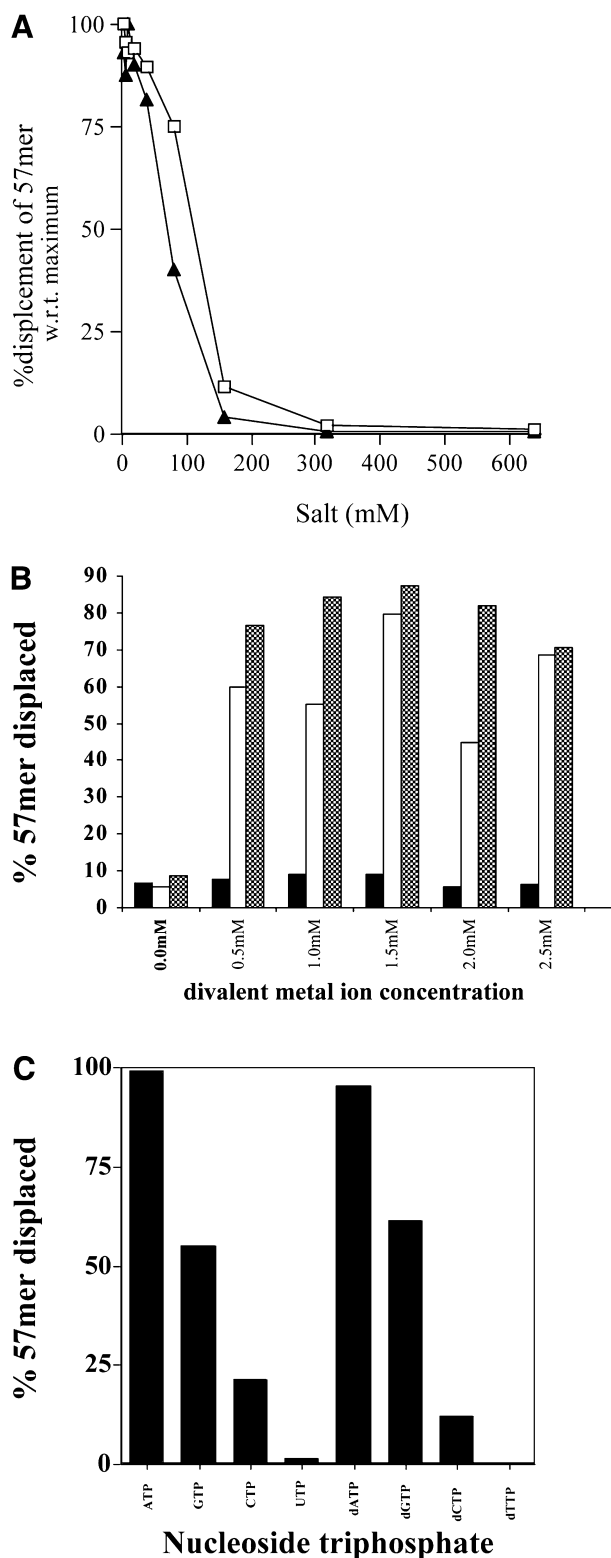 A
100
75
50
25
0
%displcement of 57mer
w.r.t. maximum
0 100 200 300 400 500 600
Salt (mM)
B
90
80
70
60
50
40
30
20
10
0
% 57mer displaced
0.0mM 0.5mM 1.0mM 1.5mM 2.0mM 2.5mM
divalent metal ion concentration
C
100
75
50
25
0
% 57mer displaced
ATP GTP CTP UTP dATP dGTP dCTP dTTP
Nucleoside triphosphate